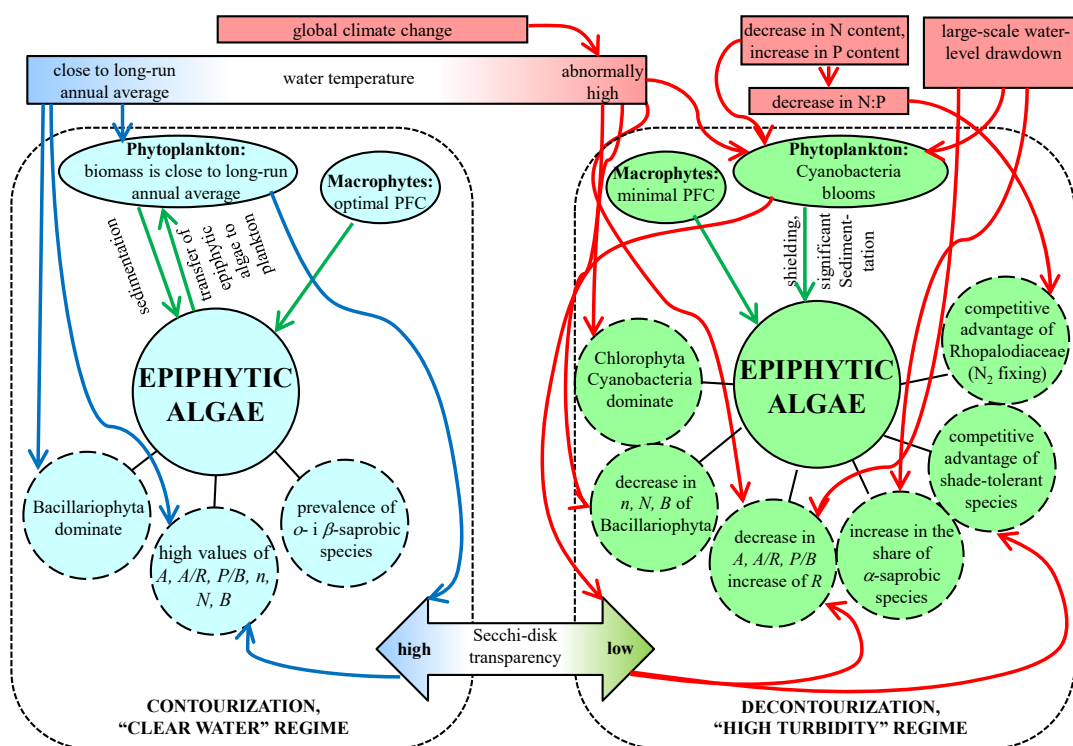 global climate change
decrease in N content,
increase in P content
large-scale water-
level drawdown
close to long-run
annual average
water temperature
abnormally
high
decrease in N:P
Phytoplankton:
biomass is close to long-run
annual average
Macrophytes:
optimal PFC
sedimentation
transfer of
epiphytic
algae to
plankton
EPIPHYTIC
ALGAE
Bacillariophyta
dominate
high values of
A, A/R, P/B, n,
N, B
prevalence of
o- i β-saprobic
species
CONTOURIZATION,
“CLEAR WATER” REGIME
high
Secchi-disk
transparency
low
Macrophytes:
minimal PFC
Phytoplankton:
Cyanobacteria
blooms
shielding,
significant
Sediment-
tation
EPIPHYTIC
ALGAE
Chlorophyta
Cyanobacteria
dominate
decrease in
n, N, B of
Bacillariophyta
decrease in
A, A/R, P/B
increase of R
increase in the
share of
α-saprobic
species
competitive
advantage of
shade-tolerant
species
competitive
advantage of
Rhopalodiaceae
(N₂ fixing)
DECONTOURIZATION,
“HIGH TURBIDITY” REGIME